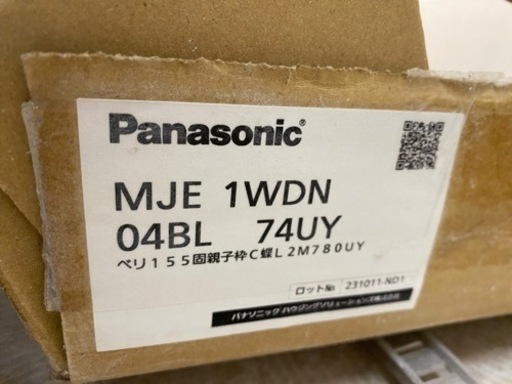 Panasonic®
MJE 1WDN
04BL 74UY
ベリ155固親子枠C蝶L2M780UY
ロット№ 231011-ND1
パナソニック ハウジングソリューションズ株式会社